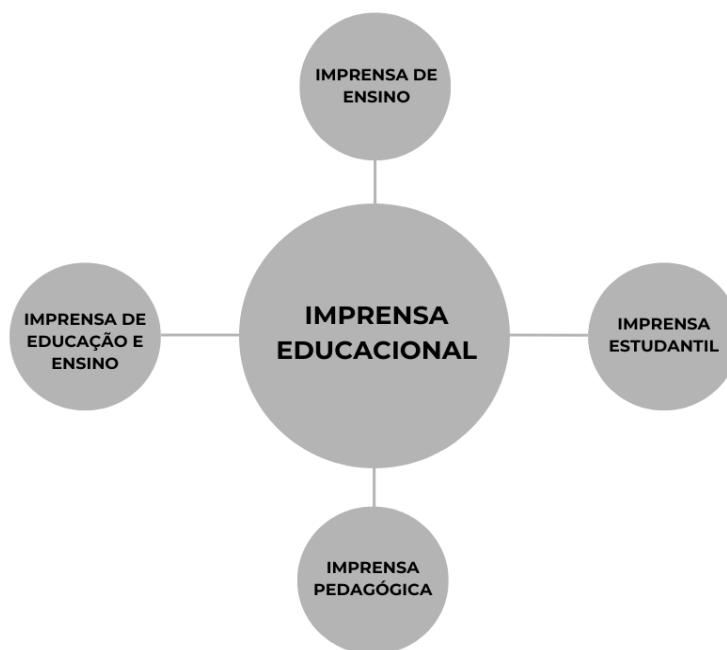 IMPRENSA DE
ENSINO
IMPRENSA DE
EDUCAÇÃO E
ENSINO
IMPRENSA
EDUCACIONAL
IMPRENSA
ESTUDANTIL
IMPRENSA
PEDAGÓGICA